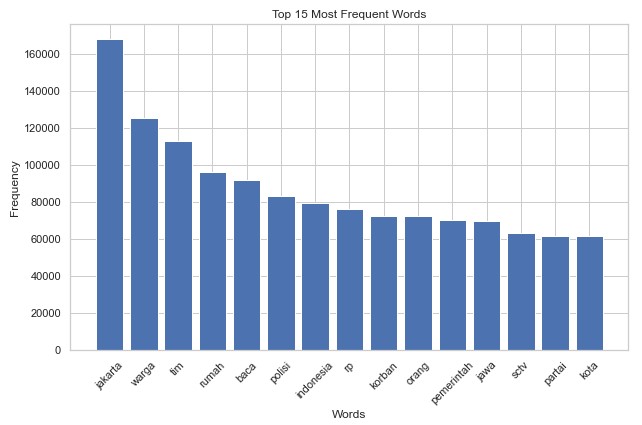 Top 15 Most Frequent Words
160000
140000
120000
100000
80000
60000
40000
20000
0
Frequency
jakarta
warga
tim
rumah
baca
polisi
indonesia
rp
korban
orang
pemerintah
jawa
sctv
partai
kota
Words